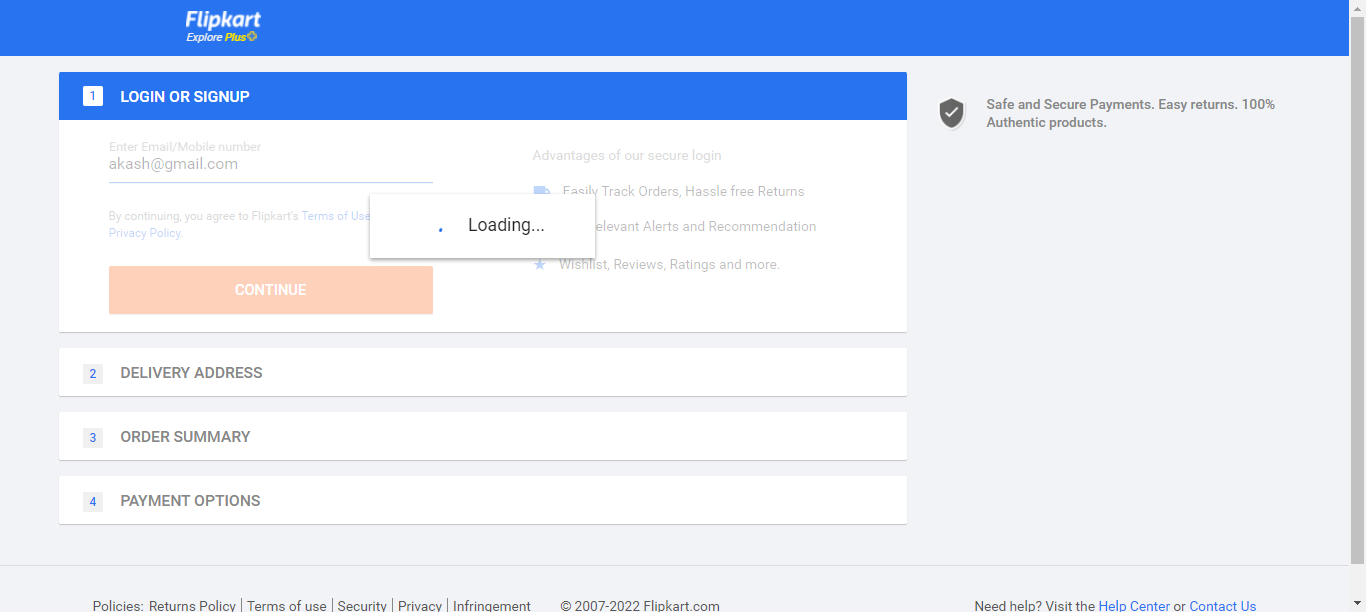 Flipkart
Explore Plus
1 LOGIN OR SIGNUP
Enter Email/Mobile number
akash@gmail.com
By continuing, you agree to Flipkart's Terms of Use
Privacy Policy.
CONTINUE
Advantages of our secure login
Easily Track Orders, Hassle free Returns
elevant Alerts and Recommendation
Wishlist, Reviews, Ratings and more.
Loading...
Safe and Secure Payments. Easy returns. 100%
Authentic products.
2 DELIVERY ADDRESS
3 ORDER SUMMARY
4 PAYMENT OPTIONS
Policies: Returns Policy | Terms of use | Security | Privacy | Infringement © 2007-2022 Flipkart.com Need help? Visit the Help Center or Contact Us